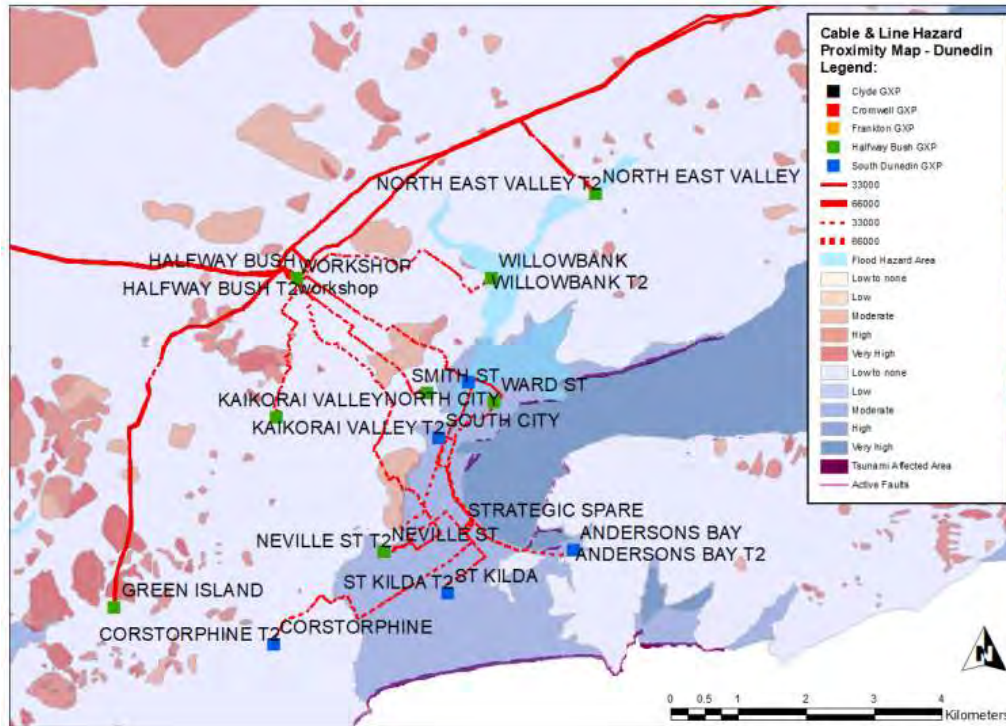 Cable & Line Hazard
Proximity Map - Dunedin
Legend:
Clyde GXP
Cromwell GXP
Frankton GXP
Halfway Bush GXP
South Dunedin GXP
33000
66000
33000
66000
Flood Hazard Area
Low to none
Low
Moderate
High
Very High
Low to none
Low
Moderate
High
Very high
Tsunami Affected Area
Active Faults
NORTH EAST VALLEY T2
NORTH EAST VALLEY
HALFWAY BUSH
WORKSHOP
HALFWAY BUSH T2
workshop
WILLOWBANK
WILLOWBANK T2
SMITH ST
WARD ST
KAIKORAI VALLEY
NORTH CITY
KAIKORAI VALLEY T2
SOUTH CITY
STRATEGIC SPARE
NEVILLE ST T2
NEVILLE ST
ANDERSONS BAY
ANDERSONS BAY T2
ST KILDA T2
ST KILDA
GREEN ISLAND
CORSTORPHINE T2
CORSTORPHINE
N
0 0.5 1 2 3 4
Kilometers